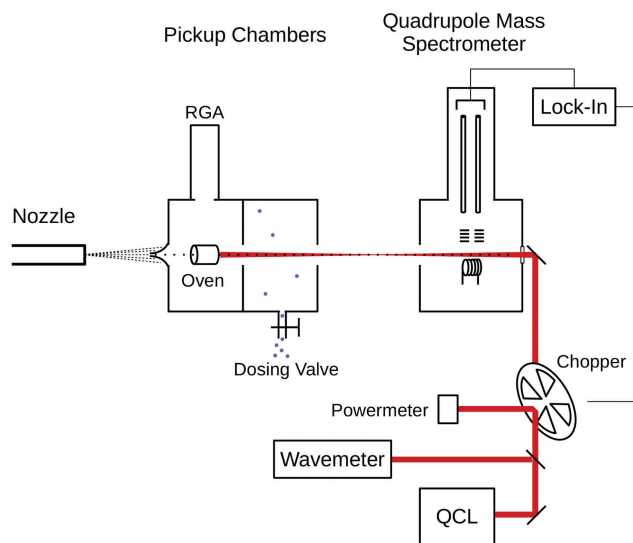 Pickup Chambers
Quadrupole Mass
Spectrometer
RGA
Lock-In
Nozzle
Oven
Dosing Valve
Chopper
Powermeter
Wavemeter
QCL